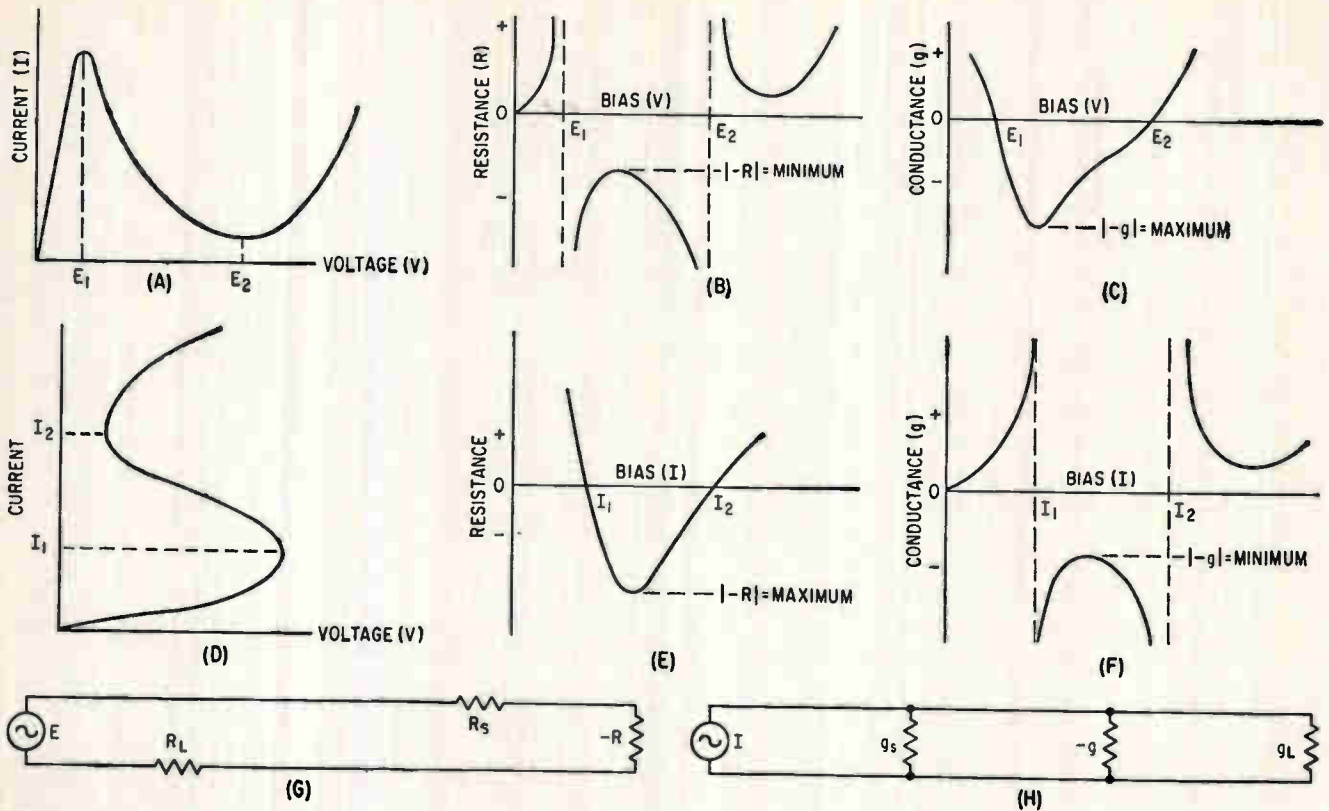 CURRENT (I)
E1
E2
VOLTAGE (V)
(A)
RESISTANCE (R)
+
0
-
BIAS (V)
E1
E2
-|-R| = MINIMUM
(B)
CONDUCTANCE (g)
+
0
-
BIAS (V)
E1
E2
|-g| = MAXIMUM
(C)
CURRENT
I2
I1
VOLTAGE (V)
(D)
RESISTANCE
+
0
-
BIAS (I)
I1
I2
|-R| = MAXIMUM
(E)
CONDUCTANCE (g)
+
0
-
BIAS (I)
I1
I2
|-g| = MINIMUM
(F)
E
RL
RS
-R
(G)
I
gs
-g
gL
(H)